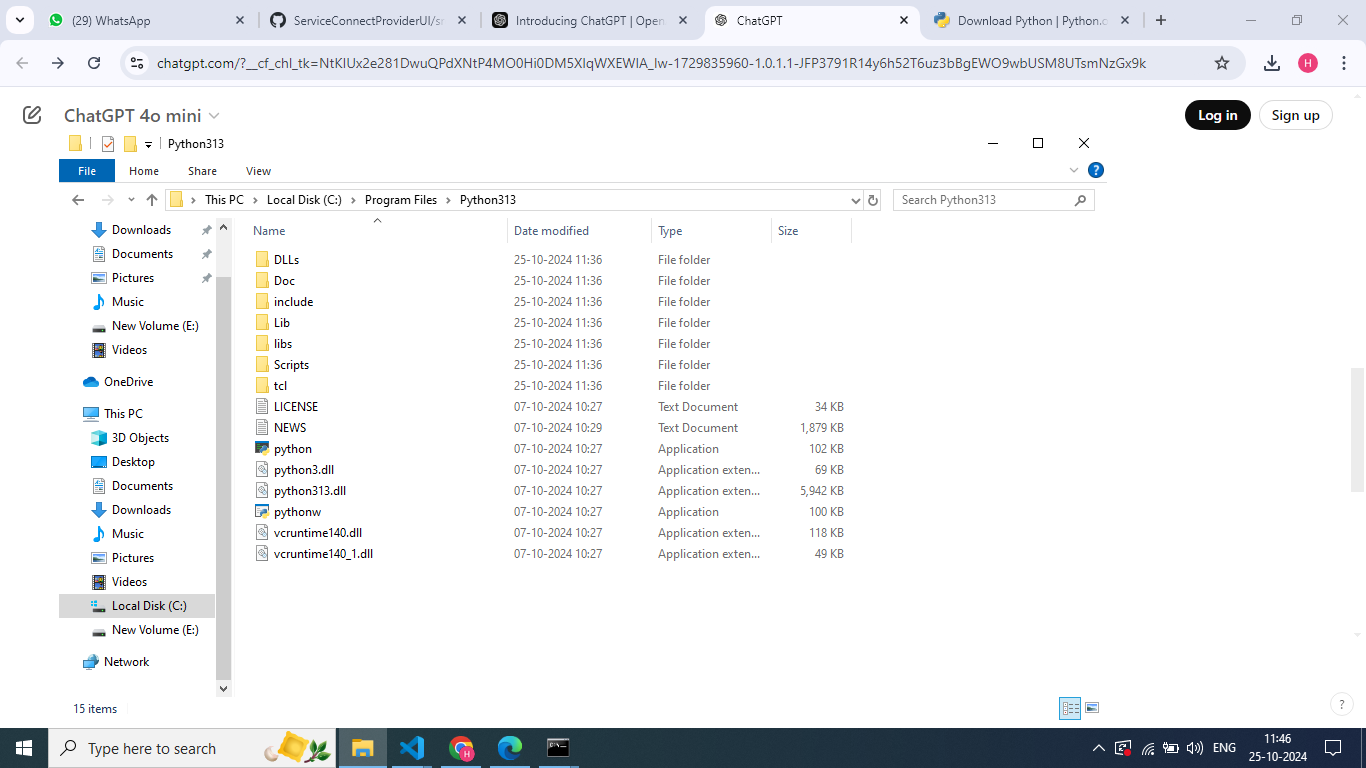 (29) WhatsApp
ServiceConnectProviderUI/sr
Introducing ChatGPT | Open
ChatGPT
Download Python | Python.o
chatgpt.com/?__cf_chl_tk=NtKlUx2e281DwuQPdXNtP4MO0Hi0DM5XlqWXEWIA_lw-1729835960-1.0.1.1-JFP3791R14y6h52T6uz3bBgEWO9wbUSM8UTsmNzGx9k
H
ChatGPT 4o mini
Log in
Sign up
Python313
File Home Share View
?
This PC > Local Disk (C:) > Program Files > Python313
Search Python313
Downloads
Documents
Pictures
Music
New Volume (E:)
Videos
OneDrive
This PC
3D Objects
Desktop
Documents
Downloads
Music
Pictures
Videos
Local Disk (C:)
New Volume (E:)
Network
Name Date modified Type Size
DLLs 25-10-2024 11:36 File folder
Doc 25-10-2024 11:36 File folder
include 25-10-2024 11:36 File folder
Lib 25-10-2024 11:36 File folder
libs 25-10-2024 11:36 File folder
Scripts 25-10-2024 11:36 File folder
tcl 25-10-2024 11:36 File folder
LICENSE 07-10-2024 10:27 Text Document 34 KB
NEWS 07-10-2024 10:29 Text Document 1,879 KB
python 07-10-2024 10:27 Application 102 KB
python3.dll 07-10-2024 10:27 Application exten... 69 KB
python313.dll 07-10-2024 10:27 Application exten... 5,942 KB
pythonw 07-10-2024 10:27 Application 100 KB
vcruntime140.dll 07-10-2024 10:27 Application exten... 118 KB
vcruntime140_1.dll 07-10-2024 10:27 Application exten... 49 KB
15 items
?
Type here to search
H
ENG
11:46
25-10-2024